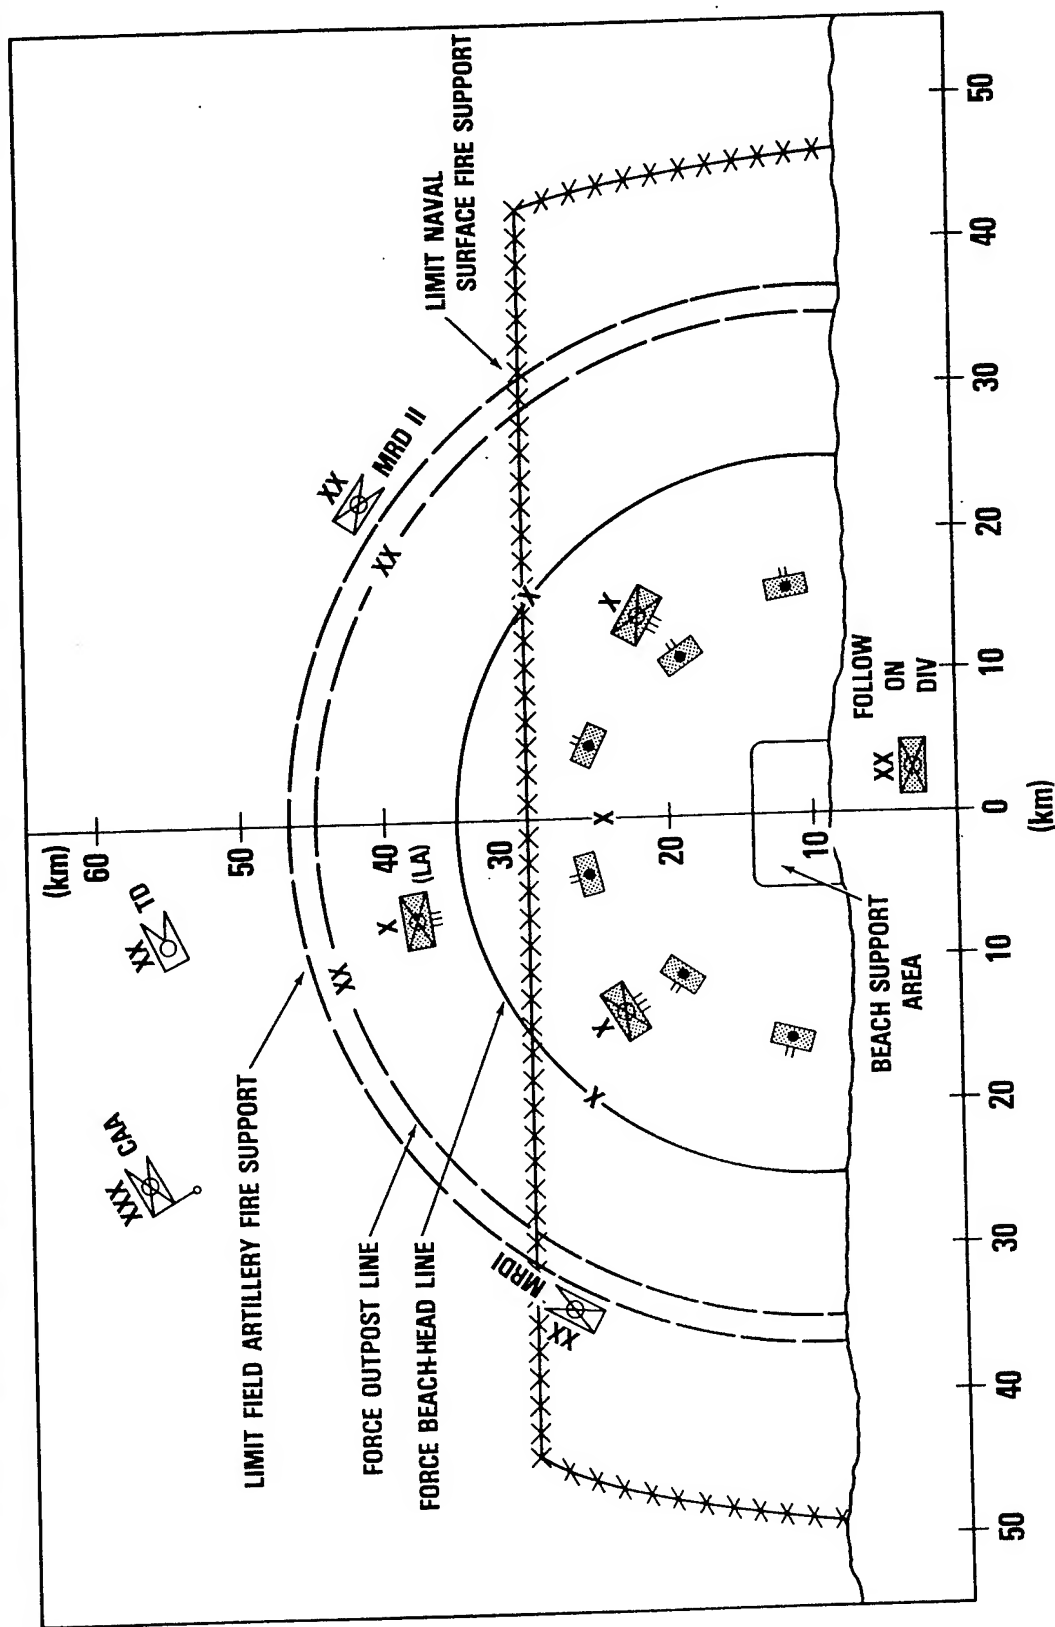 (km)
60
50
40
30
20
10
XXX CAA
XX TD
XX
MRD II
LIMIT FIELD ARTILLERY FIRE SUPPORT
XX
XX
X
(LA)
FORCE OUTPOST LINE
FORCE BEACH-HEAD LINE
LIMIT NAVAL
SURFACE FIRE SUPPORT
XX
MRDI
X
X
X
X
X
BEACH SUPPORT
AREA
XX
FOLLOW
ON
DIV
50
40
30
20
10
0
10
20
30
40
50
(km)